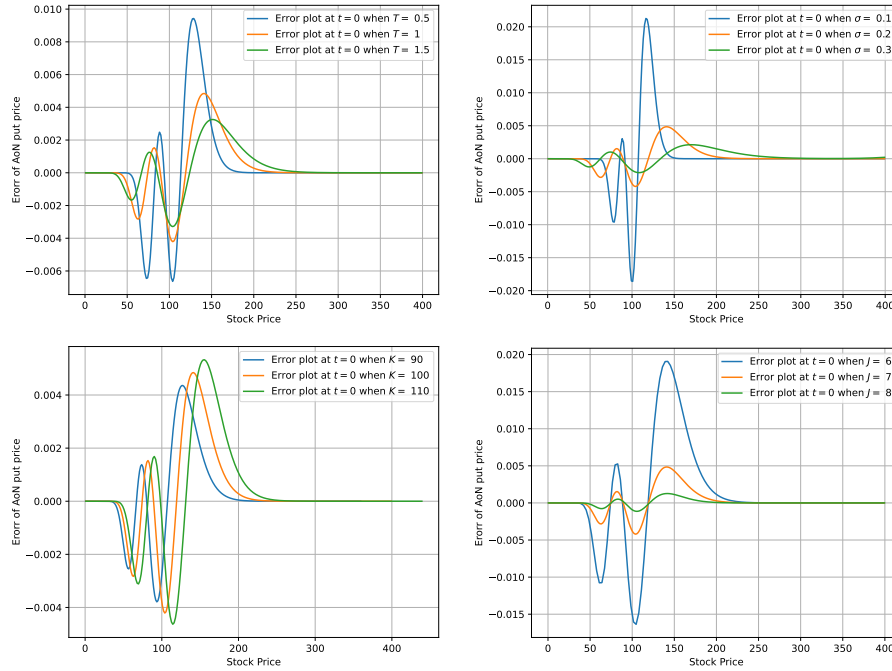 0.010
0.008
0.006
0.004
0.002
0.000
−0.002
−0.004
−0.006
Erorr of AoN put price
Error plot at t = 0 when T = 0.5
Error plot at t = 0 when T = 1
Error plot at t = 0 when T = 1.5
0 50 100 150 200 250 300 350 400
Stock Price
0.020
0.015
0.010
0.005
0.000
−0.005
−0.010
−0.015
−0.020
Erorr of AoN put price
Error plot at t = 0 when σ = 0.1
Error plot at t = 0 when σ = 0.2
Error plot at t = 0 when σ = 0.3
0 50 100 150 200 250 300 350 400
Stock Price
0.004
0.002
0.000
−0.002
−0.004
Erorr of AoN put price
Error plot at t = 0 when K = 90
Error plot at t = 0 when K = 100
Error plot at t = 0 when K = 110
0 100 200 300 400
Stock Price
0.020
0.015
0.010
0.005
0.000
−0.005
−0.010
−0.015
Erorr of AoN put price
Error plot at t = 0 when J = 6
Error plot at t = 0 when J = 7
Error plot at t = 0 when J = 8
0 50 100 150 200 250 300 350 400
Stock Price